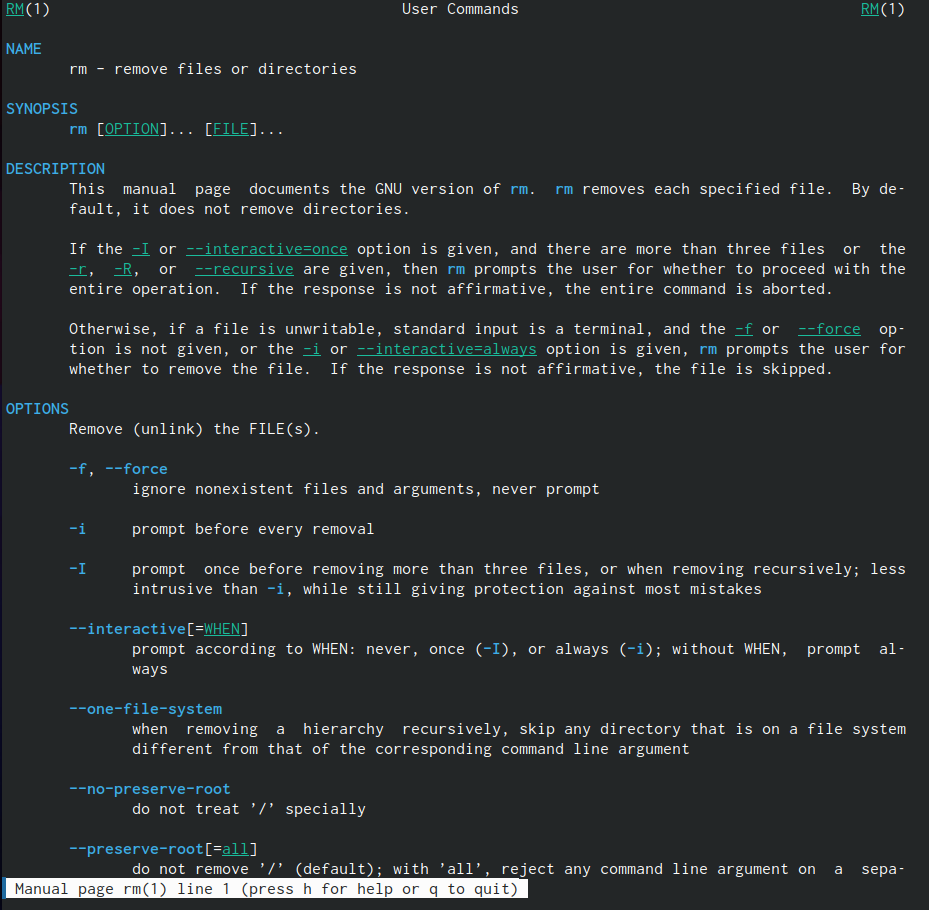 RM(1) User Commands RM(1)
NAME
rm - remove files or directories
SYNOPSIS
rm [OPTION]... [FILE]...
DESCRIPTION
This manual page documents the GNU version of rm. rm removes each specified file. By de-
fault, it does not remove directories.
If the -I or --interactive=once option is given, and there are more than three files or the
-r, -R, or --recursive are given, then rm prompts the user for whether to proceed with the
entire operation. If the response is not affirmative, the entire command is aborted.
Otherwise, if a file is unwritable, standard input is a terminal, and the -f or --force op-
tion is not given, or the -i or --interactive=always option is given, rm prompts the user for
whether to remove the file. If the response is not affirmative, the file is skipped.
OPTIONS
Remove (unlink) the FILE(s).
-f, --force
ignore nonexistent files and arguments, never prompt
-i prompt before every removal
-I prompt once before removing more than three files, or when removing recursively; less
intrusive than -i, while still giving protection against most mistakes
--interactive[=WHEN]
prompt according to WHEN: never, once (-I), or always (-i); without WHEN, prompt al-
ways
--one-file-system
when removing a hierarchy recursively, skip any directory that is on a file system
different from that of the corresponding command line argument
--no-preserve-root
do not treat ’/’ specially
--preserve-root[=all]
do not remove ’/’ (default); with ’all’, reject any command line argument on a sepa-
Manual page rm(1) line 1 (press h for help or q to quit)